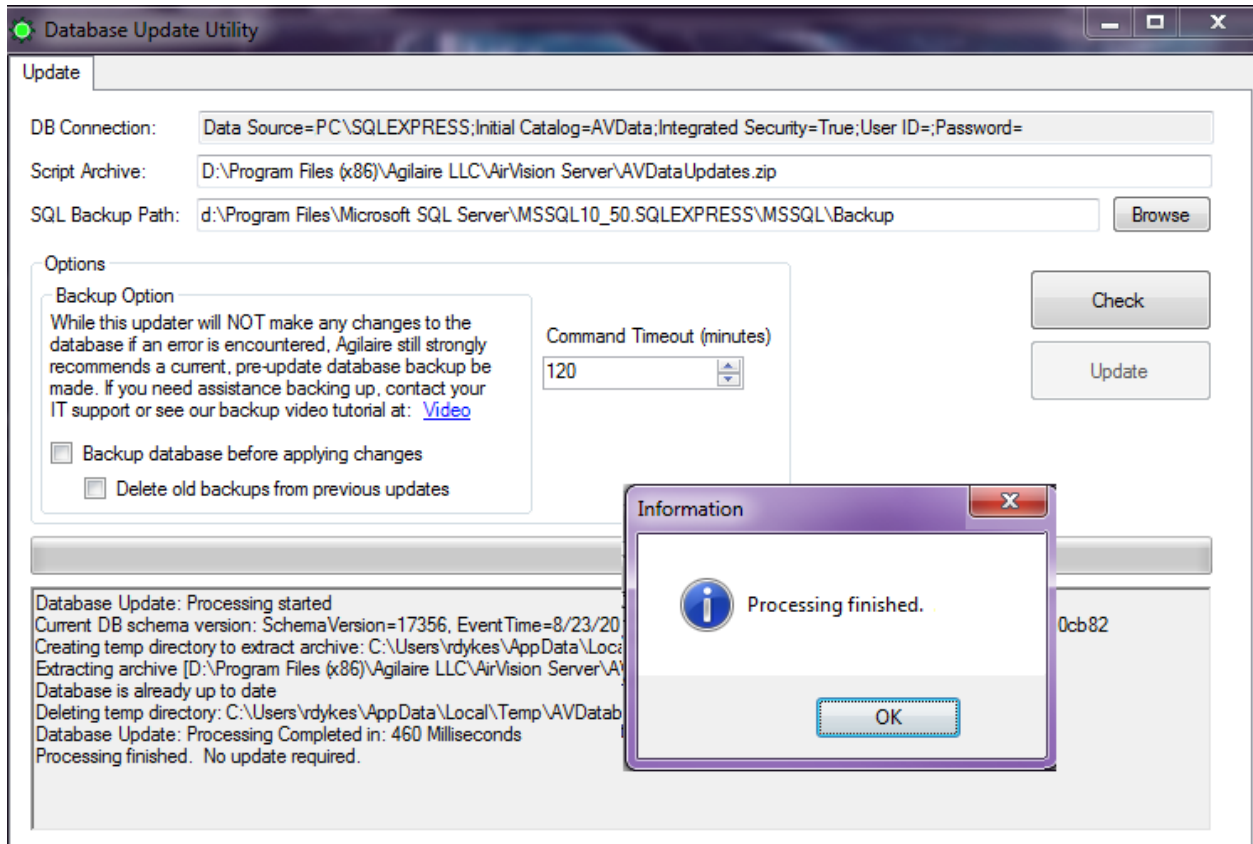 Database Update Utility
Update
DB Connection: Data Source=PC\SQLEXPRESS;Initial Catalog=AVData;Integrated Security=True;User ID=;Password=
Script Archive: D:\Program Files (x86)\Agilaire LLC\AirVision Server\AVDataUpdates.zip
SQL Backup Path: d:\Program Files\Microsoft SQL Server\MSSQL10_50.SQLEXPRESS\MSSQL\Backup Browse
Options
Backup Option
While this updater will NOT make any changes to the
database if an error is encountered, Agilaire still strongly
recommends a current, pre-update database backup be
made. If you need assistance backing up, contact your
IT support or see our backup video tutorial at: Video
Backup database before applying changes
Delete old backups from previous updates
Command Timeout (minutes)
120
Check
Update
Information
Processing finished.
OK
Database Update: Processing started
Current DB schema version: SchemaVersion=17356, EventTime=8/23/20 0cb82
Creating temp directory to extract archive: C:\Users\rdykes\AppData\Loca
Extracting archive [D:\Program Files (x86)\Agilaire LLC\AirVision Server\A
Database is already up to date
Deleting temp directory: C:\Users\rdykes\AppData\Local\Temp\AVDatab
Database Update: Processing Completed in: 460 Milliseconds
Processing finished.  No update required.